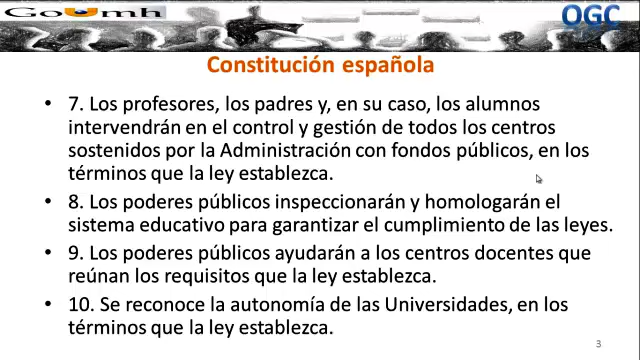 GOUmh
OGC
Constitución española
• 7. Los profesores, los padres y, en su caso, los alumnos
intervendrán en el control y gestión de todos los centros
sostenidos por la Administración con fondos públicos, en los
términos que la ley establezca.
• 8. Los poderes públicos inspeccionarán y homologarán el
sistema educativo para garantizar el cumplimiento de las leyes.
• 9. Los poderes públicos ayudarán a los centros docentes que
reúnan los requisitos que la ley establezca.
• 10. Se reconoce la autonomía de las Universidades, en los
términos que la ley establezca.
3